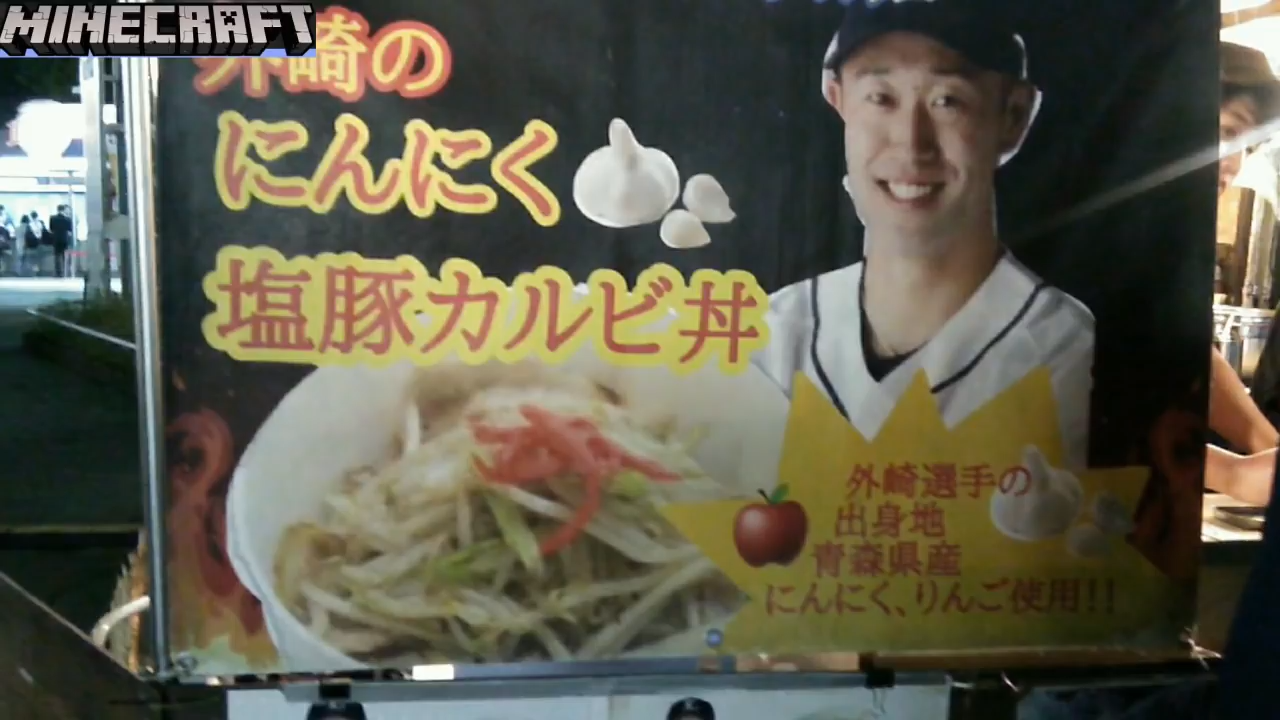 MINECRAFT
外崎の
にんにく
塩豚カルビ丼
外崎選手の
出身地
青森県産
にんにく、りんご使用!!